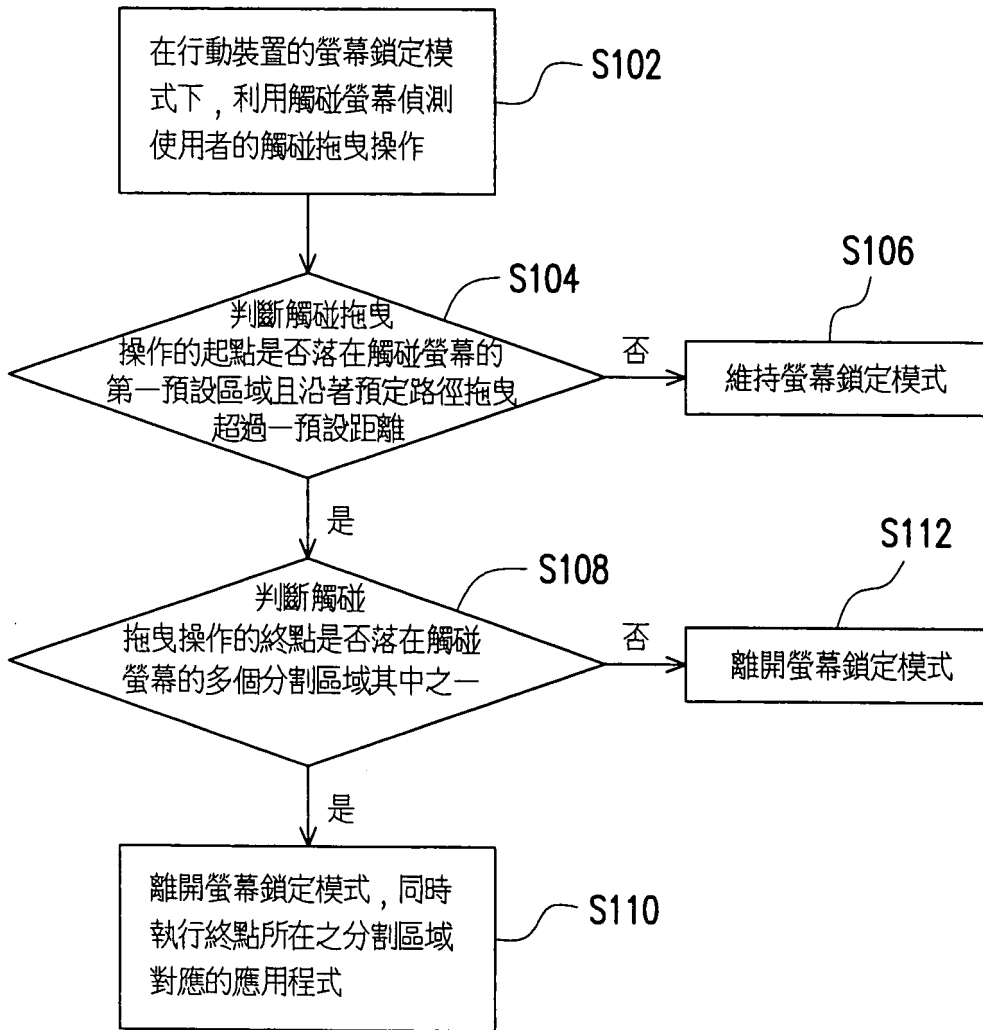 在行動裝置的螢幕鎖定模
式下，利用觸碰螢幕偵測
使用者的觸碰拖曳操作
S102
S104
判斷觸碰拖曳
操作的起點是否落在觸碰螢幕的
第一預設區域且沿著預定路徑拖曳
超過一預設距離
否
S106
維持螢幕鎖定模式
是
S108
判斷觸碰
拖曳操作的終點是否落在觸碰
螢幕的多個分割區域其中之一
否
S112
離開螢幕鎖定模式
是
離開螢幕鎖定模式，同時
執行終點所在之分割區域
對應的應用程式
S110